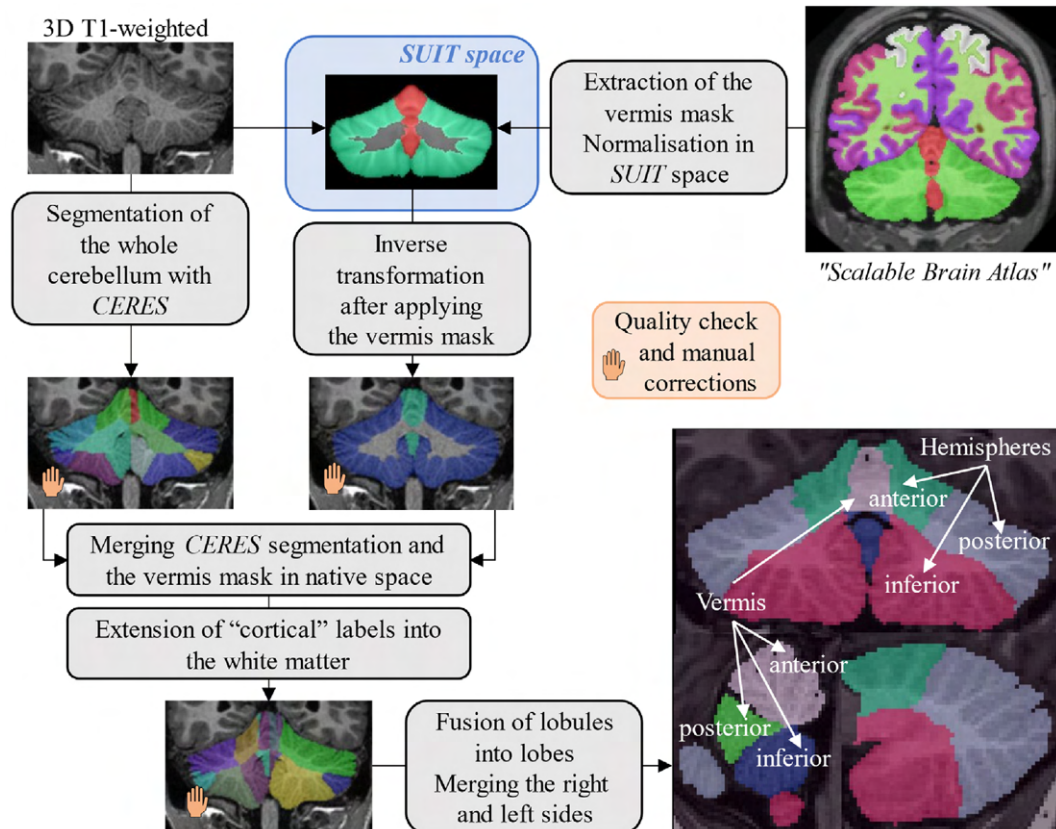 3D T1-weighted
SUIT space
Extraction of the
vermis mask
Normalisation in
SUIT space
"Scalable Brain Atlas"
Segmentation of
the whole
cerebellum with
CERES
Inverse
transformation
after applying
the vermis mask
Quality check
and manual
corrections
Merging CERES segmentation and
the vermis mask in native space
Extension of “cortical” labels into
the white matter
Fusion of lobules
into lobes
Merging the right
and left sides
Hemispheres
anterior
posterior
inferior
Vermis
anterior
posterior
inferior